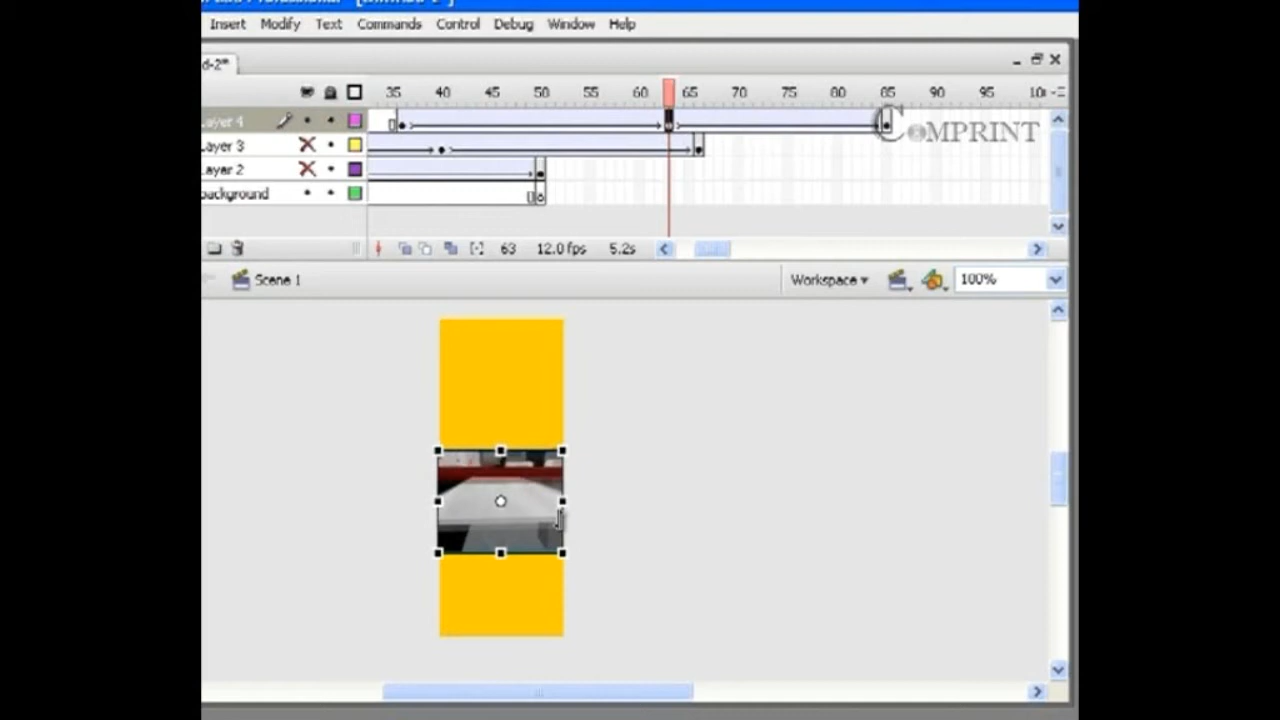 Insert Modify Text Commands Control Debug Window Help
d-2*
35 40 45 50 55 60 65 70 75 80 85 90 95
Layer 4
COMPRINT
Layer 3
Layer 2
background
63 12.0 fps 5.2s
Scene 1 Workspace 100%